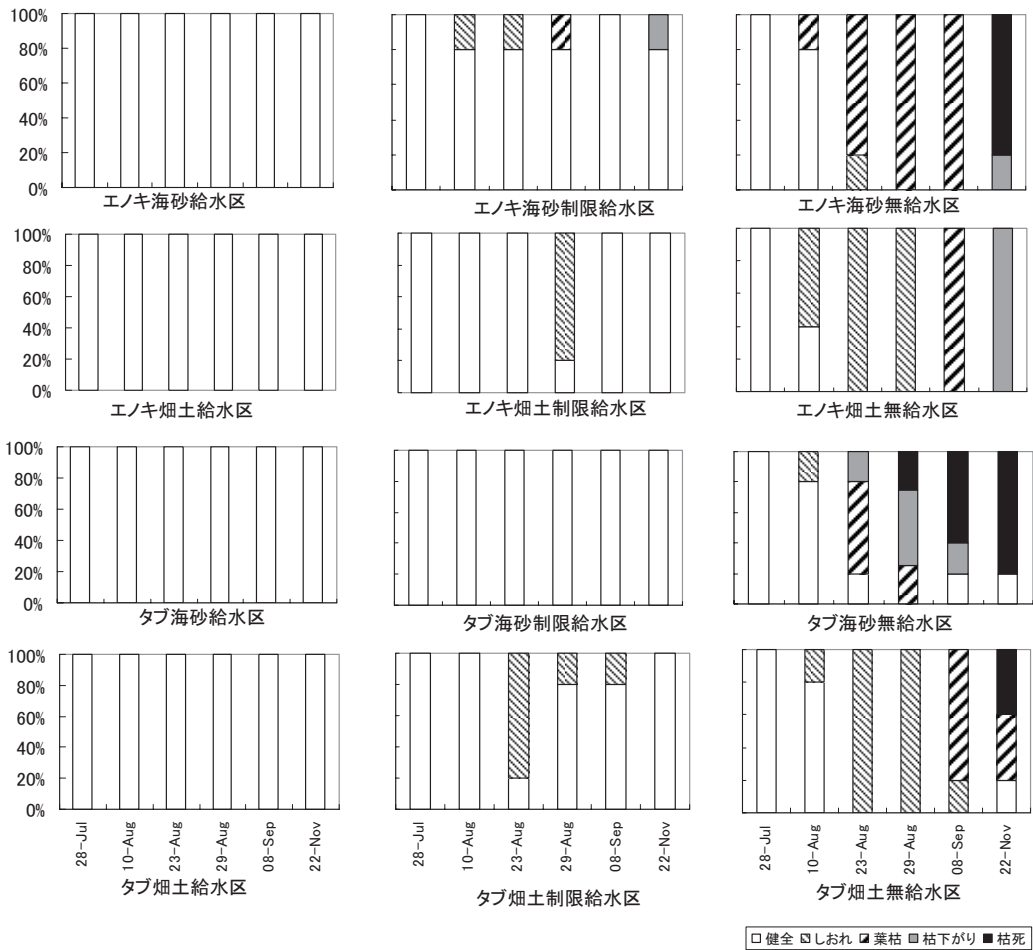 100%
80%
60%
40%
20%
0%
エノキ海砂給水区
エノキ海砂制限給水区
エノキ海砂無給水区
100%
80%
60%
40%
20%
0%
エノキ畑土給水区
エノキ畑土制限給水区
エノキ畑土無給水区
100%
80%
60%
40%
20%
0%
タブ海砂給水区
タブ海砂制限給水区
タブ海砂無給水区
100%
80%
60%
40%
20%
0%
28-Jul
10-Aug
23-Aug
29-Aug
08-Sep
22-Nov
タブ畑土給水区
28-Jul
10-Aug
23-Aug
29-Aug
08-Sep
22-Nov
タブ畑土制限給水区
28-Jul
10-Aug
23-Aug
29-Aug
08-Sep
22-Nov
タブ畑土無給水区
健全 しおれ 葉枯 枯下がり 枯死